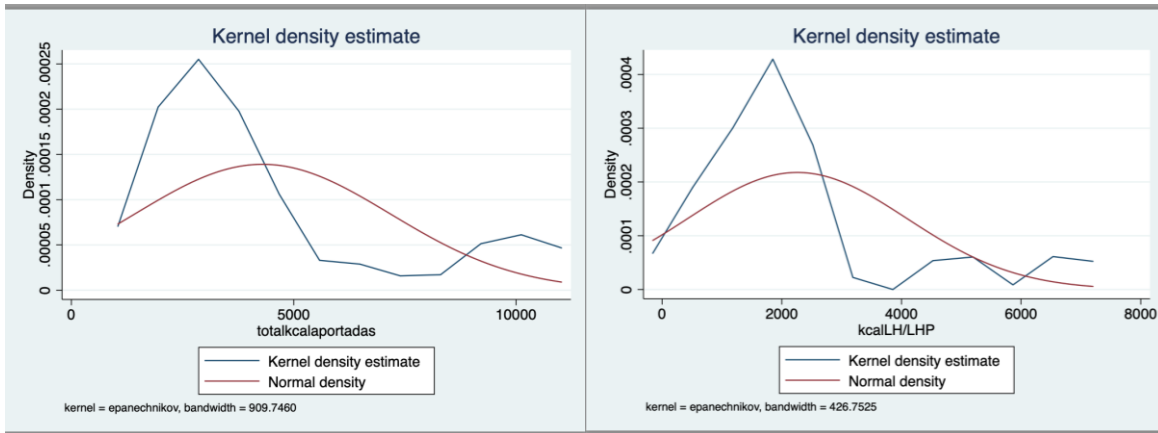 Kernel density estimate
Density
0
.00005
.0001
.00015
.0002
.00025
0
5000
10000
totalkcalaportadas
Kernel density estimate
Normal density
kernel = epanechnikov, bandwidth = 909.7460
Kernel density estimate
Density
0
.0001
.0002
.0003
.0004
0
2000
4000
6000
8000
kcalLH/LHP
Kernel density estimate
Normal density
kernel = epanechnikov, bandwidth = 426.7525